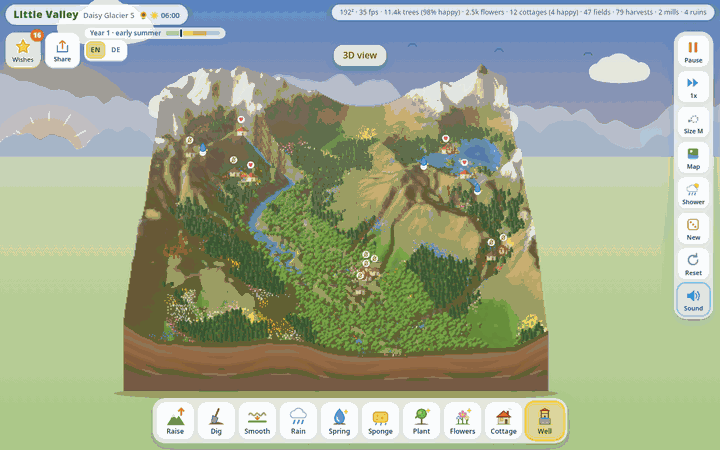 Little Valley Daisy Glacier 5 06:00
192² · 35 fps · 11.4k trees (98% happy) · 2.5k flowers · 12 cottages (4 happy) · 47 fields · 79 harvests · 2 mills · 4 ruins
Year 1 · early summer
16
Wishes
Share
EN DE
3D view
Pause
1x
Size M
Map
Shower
New
Reset
Sound
Raise Dig Smooth Rain Spring Sponge Plant Flowers Cottage Well